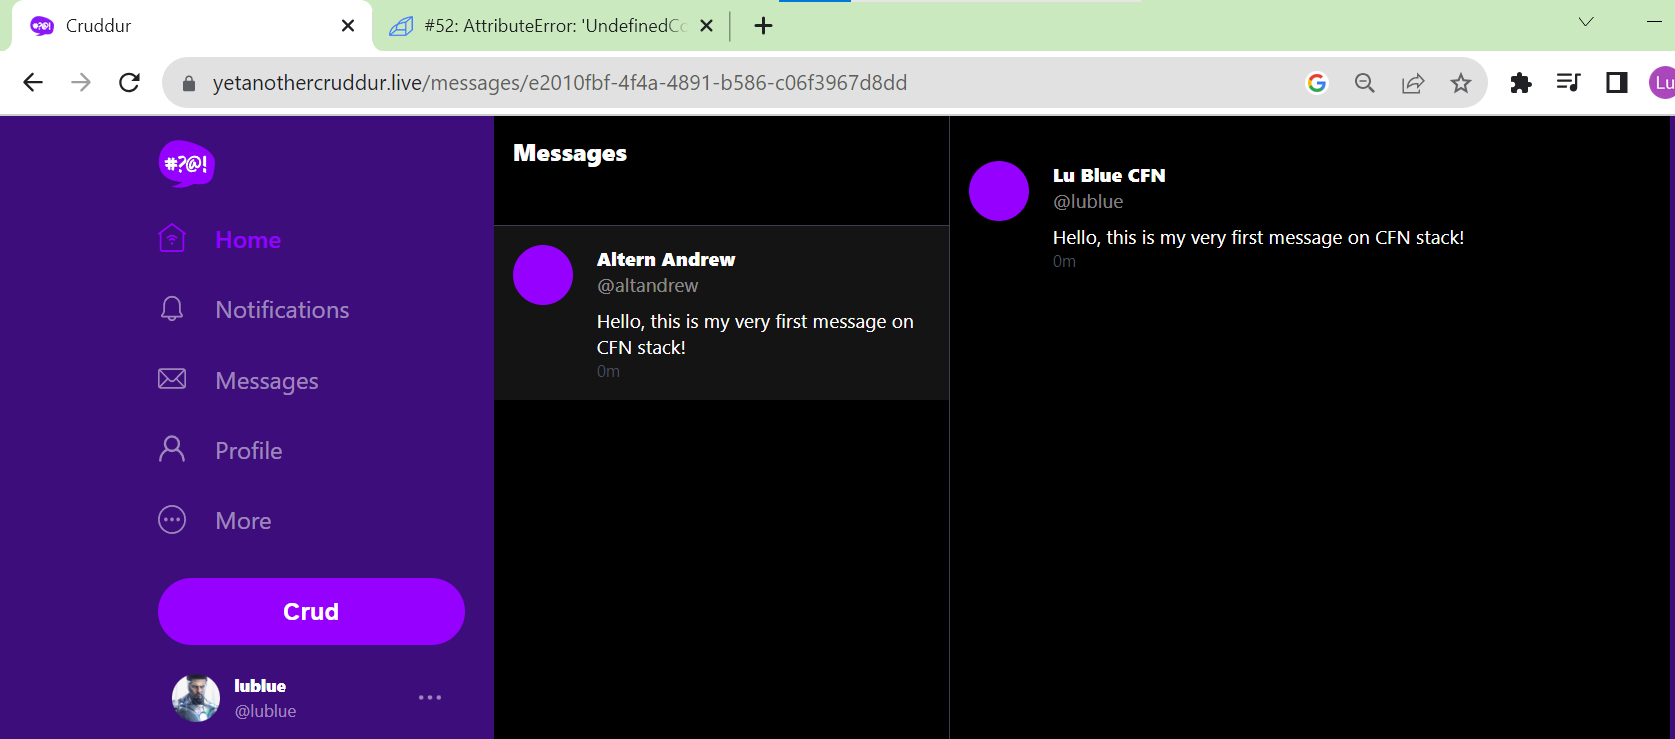 Cruddur
#52: AttributeError: 'UndefinedCo
yetanothercruddur.live/messages/e2010fbf-4f4a-4891-b586-c06f3967d8dd
Lu
#?@!
Home
Notifications
Messages
Profile
More
Crud
lublue
@lublue
Messages
Altern Andrew
@altandrew
Hello, this is my very first message on
CFN stack!
0m
Lu Blue CFN
@lublue
Hello, this is my very first message on CFN stack!
0m